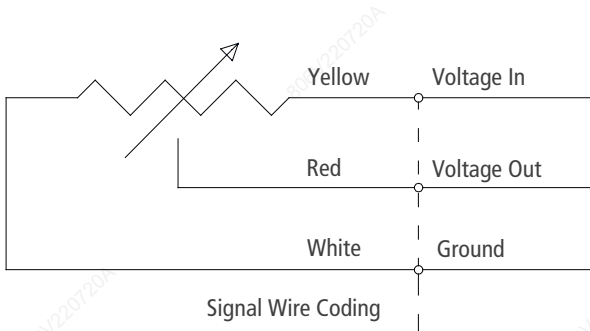 Yellow Voltage In
Red Voltage Out
White Ground
Signal Wire Coding